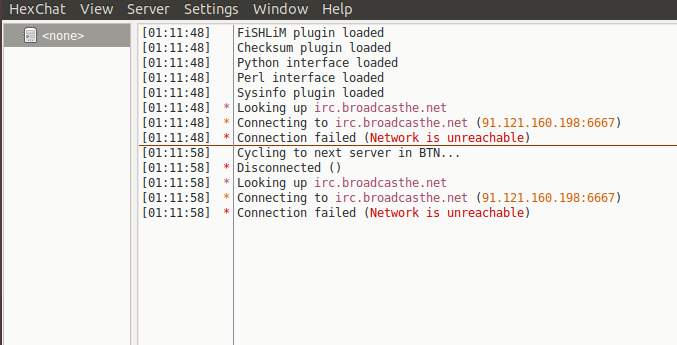 HexChat View Server Settings Window Help
<none>
[01:11:48] FiSHLiM plugin loaded
[01:11:48] Checksum plugin loaded
[01:11:48] Python interface loaded
[01:11:48] Perl interface loaded
[01:11:48] Sysinfo plugin loaded
[01:11:48] * Looking up irc.broadcasthe.net
[01:11:48] * Connecting to irc.broadcasthe.net (91.121.160.198:6667)
[01:11:48] * Connection failed (Network is unreachable)
[01:11:58] Cycling to next server in BTN...
[01:11:58] * Disconnected ()
[01:11:58] * Looking up irc.broadcasthe.net
[01:11:58] * Connecting to irc.broadcasthe.net (91.121.160.198:6667)
[01:11:58] * Connection failed (Network is unreachable)